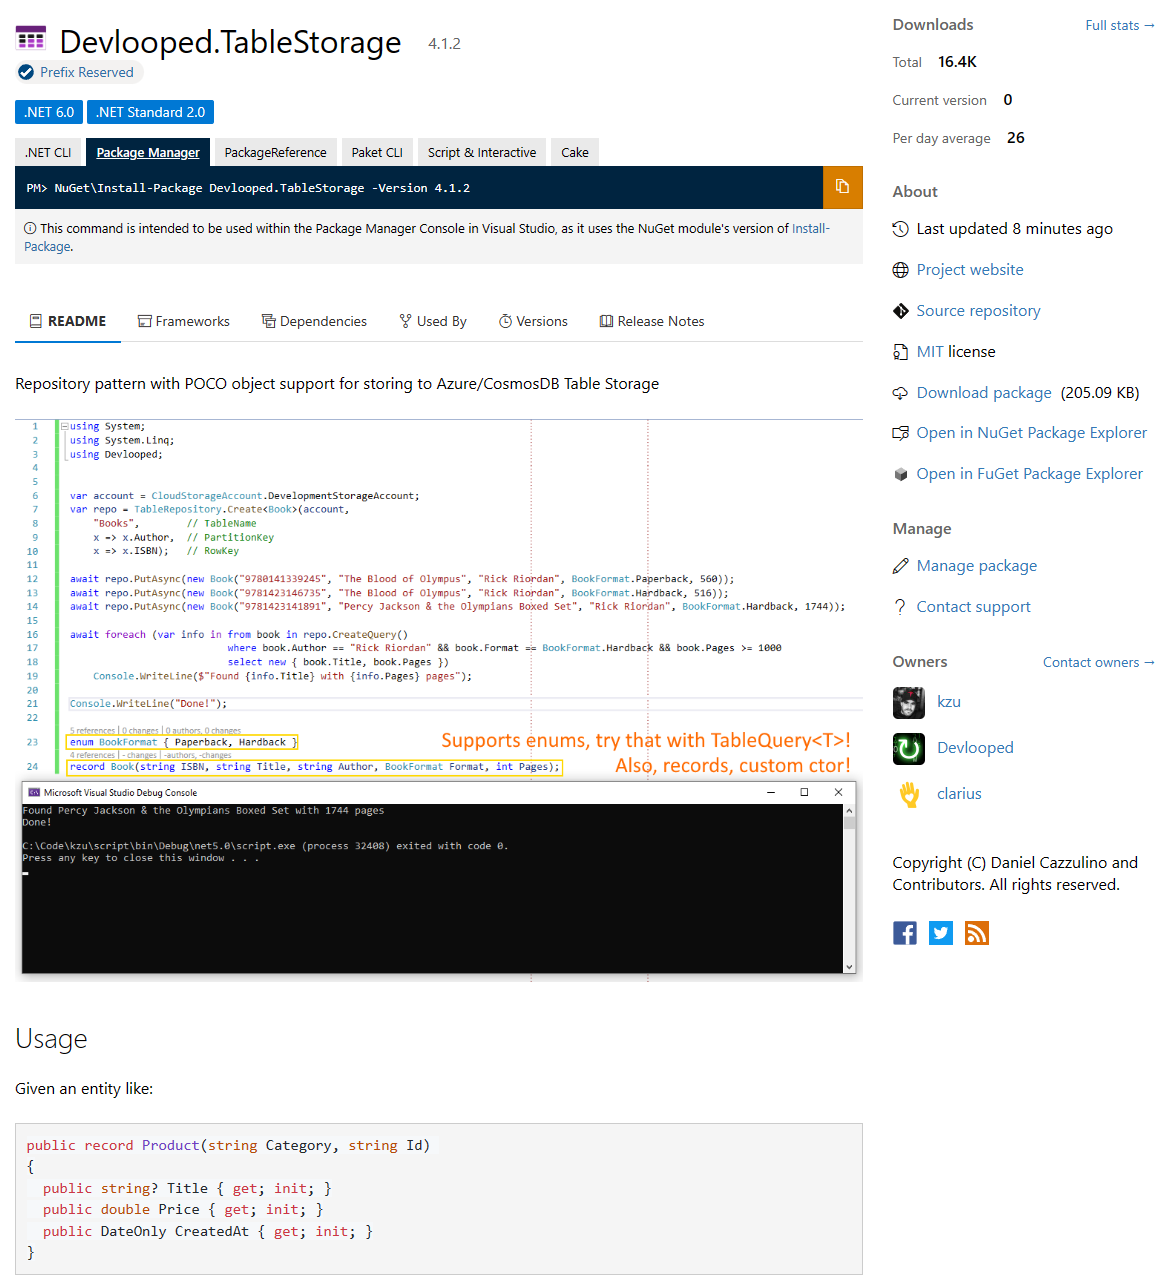 Devlooped.TableStorage 4.1.2
Prefix Reserved
.NET 6.0 .NET Standard 2.0
.NET CLI Package Manager PackageReference Paket CLI Script & Interactive Cake
PM> NuGet\Install-Package Devlooped.TableStorage -Version 4.1.2
This command is intended to be used within the Package Manager Console in Visual Studio, as it uses the NuGet module's version of Install-
Package.
README Frameworks Dependencies Used By Versions Release Notes
Repository pattern with POCO object support for storing to Azure/CosmosDB Table Storage
1 using System;
2 using System.Linq;
3 using Devlooped;
4
5
6 var account = CloudStorageAccount.DevelopmentStorageAccount;
7 var repo = TableRepository.Create<Book>(account,
8 "Books", // TableName
9 x => x.Author, // PartitionKey
10 x => x.ISBN); // RowKey
11
12 await repo.PutAsync(new Book("9780141339245", "The Blood of Olympus", "Rick Riordan", BookFormat.Paperback, 560));
13 await repo.PutAsync(new Book("9781423146735", "The Blood of Olympus", "Rick Riordan", BookFormat.Hardback, 516));
14 await repo.PutAsync(new Book("9781423141891", "Percy Jackson & the Olympians Boxed Set", "Rick Riordan", BookFormat.Hardback, 1744));
15
16 await foreach (var info in from book in repo.CreateQuery()
17 where book.Author == "Rick Riordan" && book.Format == BookFormat.Hardback && book.Pages >= 1000
18 select new { book.Title, book.Pages })
19 Console.WriteLine($"Found {info.Title} with {info.Pages} pages");
20
21 Console.WriteLine("Done!");
22
5 references | 0 changes | 0 authors, 0 changes
23 enum BookFormat { Paperback, Hardback }
4 references | - changes | -authors, -changes
24 record Book(string ISBN, string Title, string Author, BookFormat Format, int Pages);
Supports enums, try that with TableQuery<T>!
Also, records, custom ctor!
Microsoft Visual Studio Debug Console
Found Percy Jackson & the Olympians Boxed Set with 1744 pages
Done!
C:\Code\kzu\script\bin\Debug\net5.0\script.exe (process 32408) exited with code 0.
Press any key to close this window . . .
Usage
Given an entity like:
public record Product(string Category, string Id)
{
public string? Title { get; init; }
public double Price { get; init; }
public DateOnly CreatedAt { get; init; }
}
Downloads Full stats →
Total 16.4K
Current version 0
Per day average 26
About
Last updated 8 minutes ago
Project website
Source repository
MIT license
Download package (205.09 KB)
Open in NuGet Package Explorer
Open in FuGet Package Explorer
Manage
Manage package
? Contact support
Owners Contact owners →
kzu
Devlooped
clarius
Copyright (C) Daniel Cazzulino and
Contributors. All rights reserved.